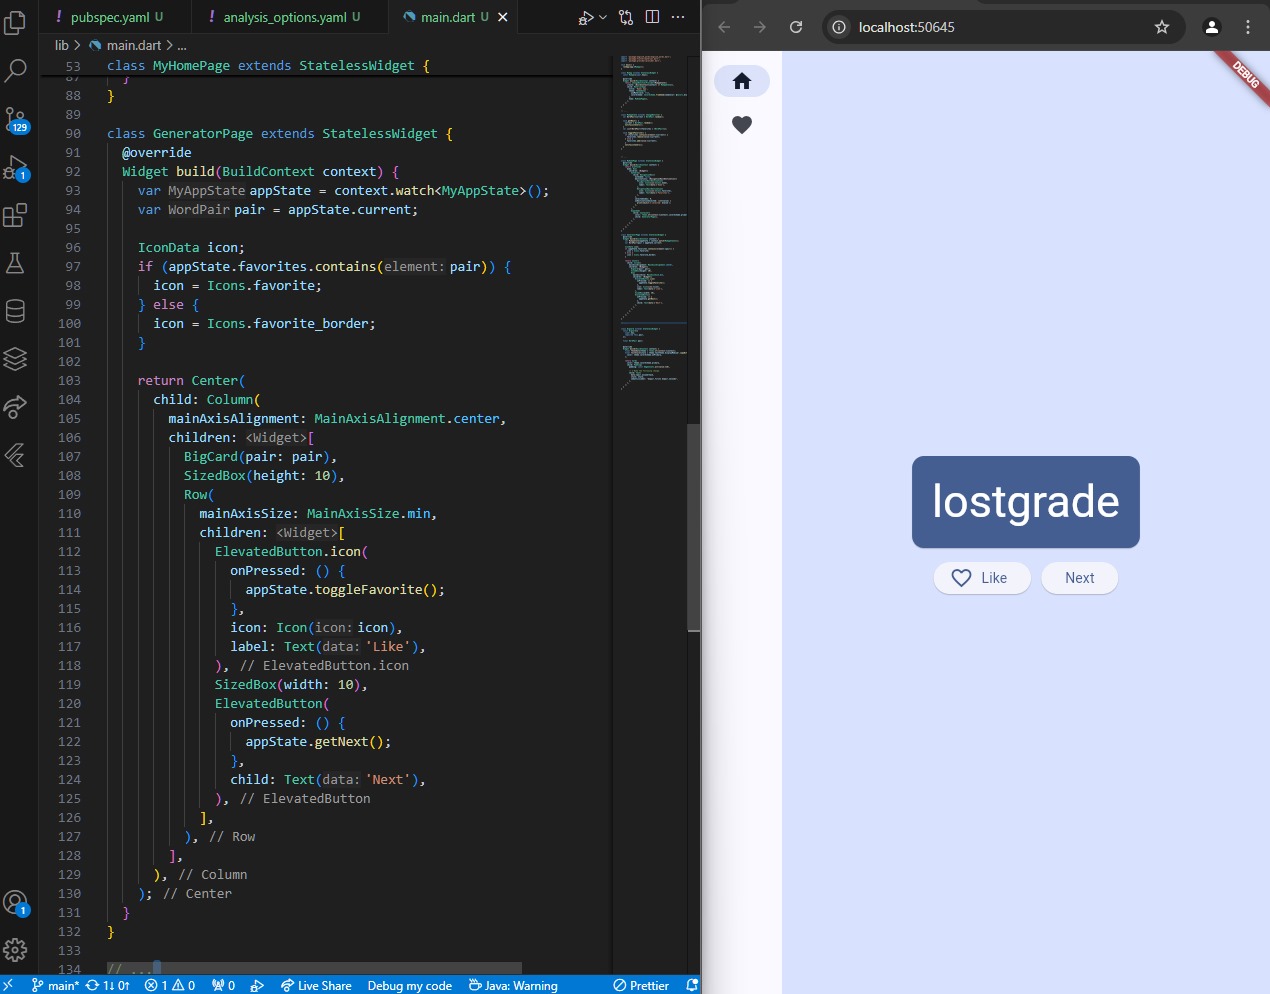 ! pubspec.yaml U
! analysis_options.yaml U
main.dart U
lib > main.dart > ...
53 class MyHomePage extends StatelessWidget {
87 }
88 }
89
90 class GeneratorPage extends StatelessWidget {
91 @override
92 Widget build(BuildContext context) {
93 var MyAppState appState = context.watch<MyAppState>();
94 var WordPair pair = appState.current;
95
96 IconData icon;
97 if (appState.favorites.contains(element: pair)) {
98 icon = Icons.favorite;
99 } else {
100 icon = Icons.favorite_border;
101 }
102
103 return Center(
104 child: Column(
105 mainAxisAlignment: MainAxisAlignment.center,
106 children: <Widget>[
107 BigCard(pair: pair),
108 SizedBox(height: 10),
109 Row(
110 mainAxisSize: MainAxisSize.min,
111 children: <Widget>[
112 ElevatedButton.icon(
113 onPressed: () {
114 appState.toggleFavorite();
115 },
116 icon: Icon(icon: icon),
117 label: Text(data: 'Like'),
118 ), // ElevatedButton.icon
119 SizedBox(width: 10),
120 ElevatedButton(
121 onPressed: () {
122 appState.getNext();
123 },
124 child: Text(data: 'Next'),
125 ), // ElevatedButton
126 ],
127 ), // Row
128 ],
129 ), // Column
130 ); // Center
131 }
132 }
133
134 // ...
129
1
1
main* 1↓ 0↑ 1 0 0 Live Share Debug my code Java: Warning Prettier
localhost:50645
DEBUG
lostgrade
Like
Next